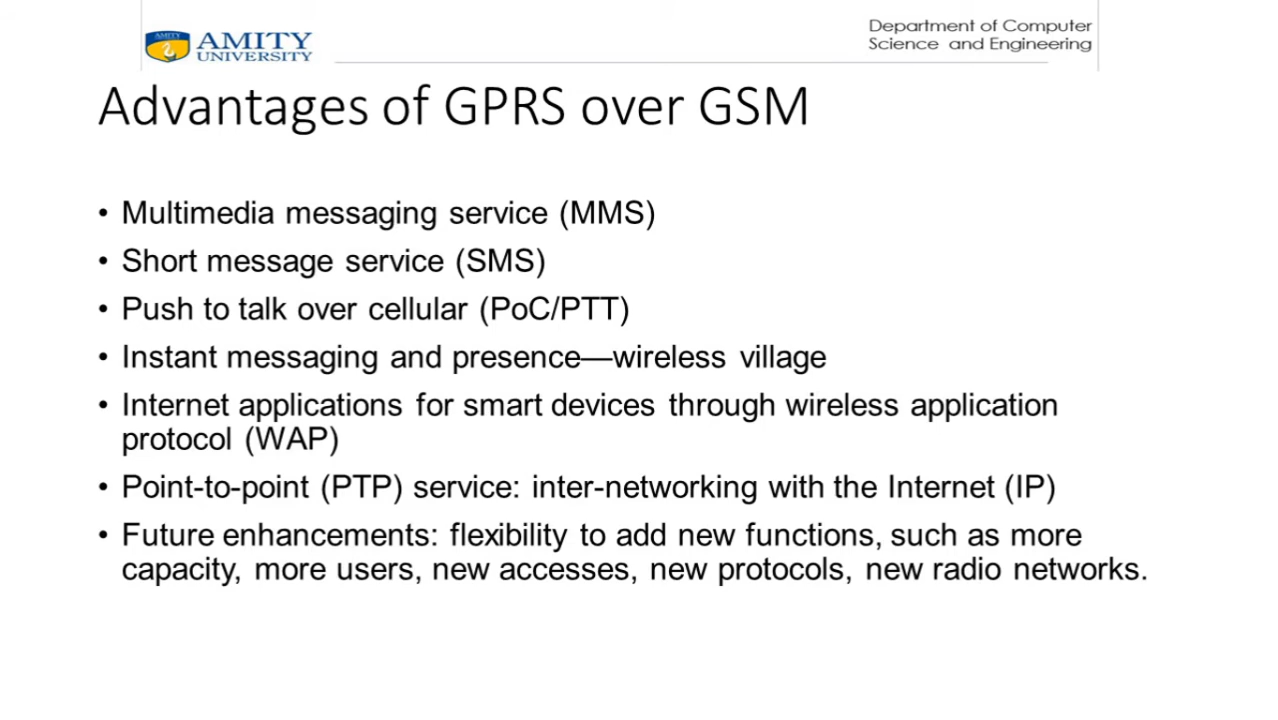 AMITY
AMITY
UNIVERSITY
Department of Computer
Science and Engineering
Advantages of GPRS over GSM
• Multimedia messaging service (MMS)
• Short message service (SMS)
• Push to talk over cellular (PoC/PTT)
• Instant messaging and presence—wireless village
• Internet applications for smart devices through wireless application
protocol (WAP)
• Point-to-point (PTP) service: inter-networking with the Internet (IP)
• Future enhancements: flexibility to add new functions, such as more
capacity, more users, new accesses, new protocols, new radio networks.